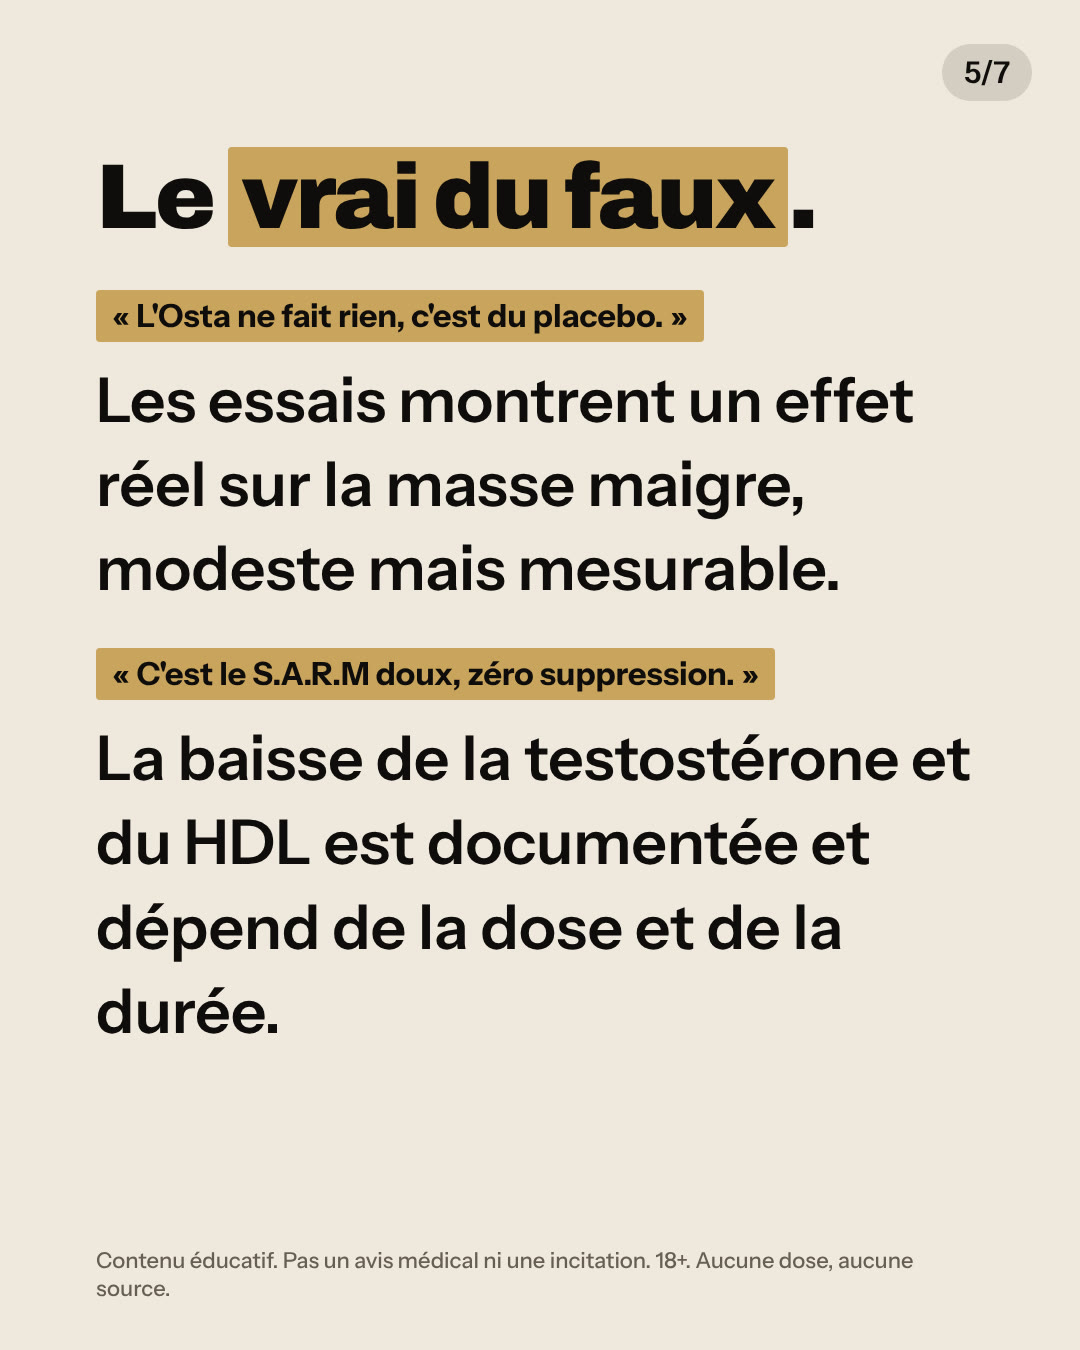 5/7
Le vrai du faux.
« L'Osta ne fait rien, c'est du placebo. »
Les essais montrent un effet
réel sur la masse maigre,
modeste mais mesurable.
« C'est le S.A.R.M doux, zéro suppression. »
La baisse de la testostérone et
du HDL est documentée et
dépend de la dose et de la
durée.
Contenu éducatif. Pas un avis médical ni une incitation. 18+. Aucune dose, aucune
source.